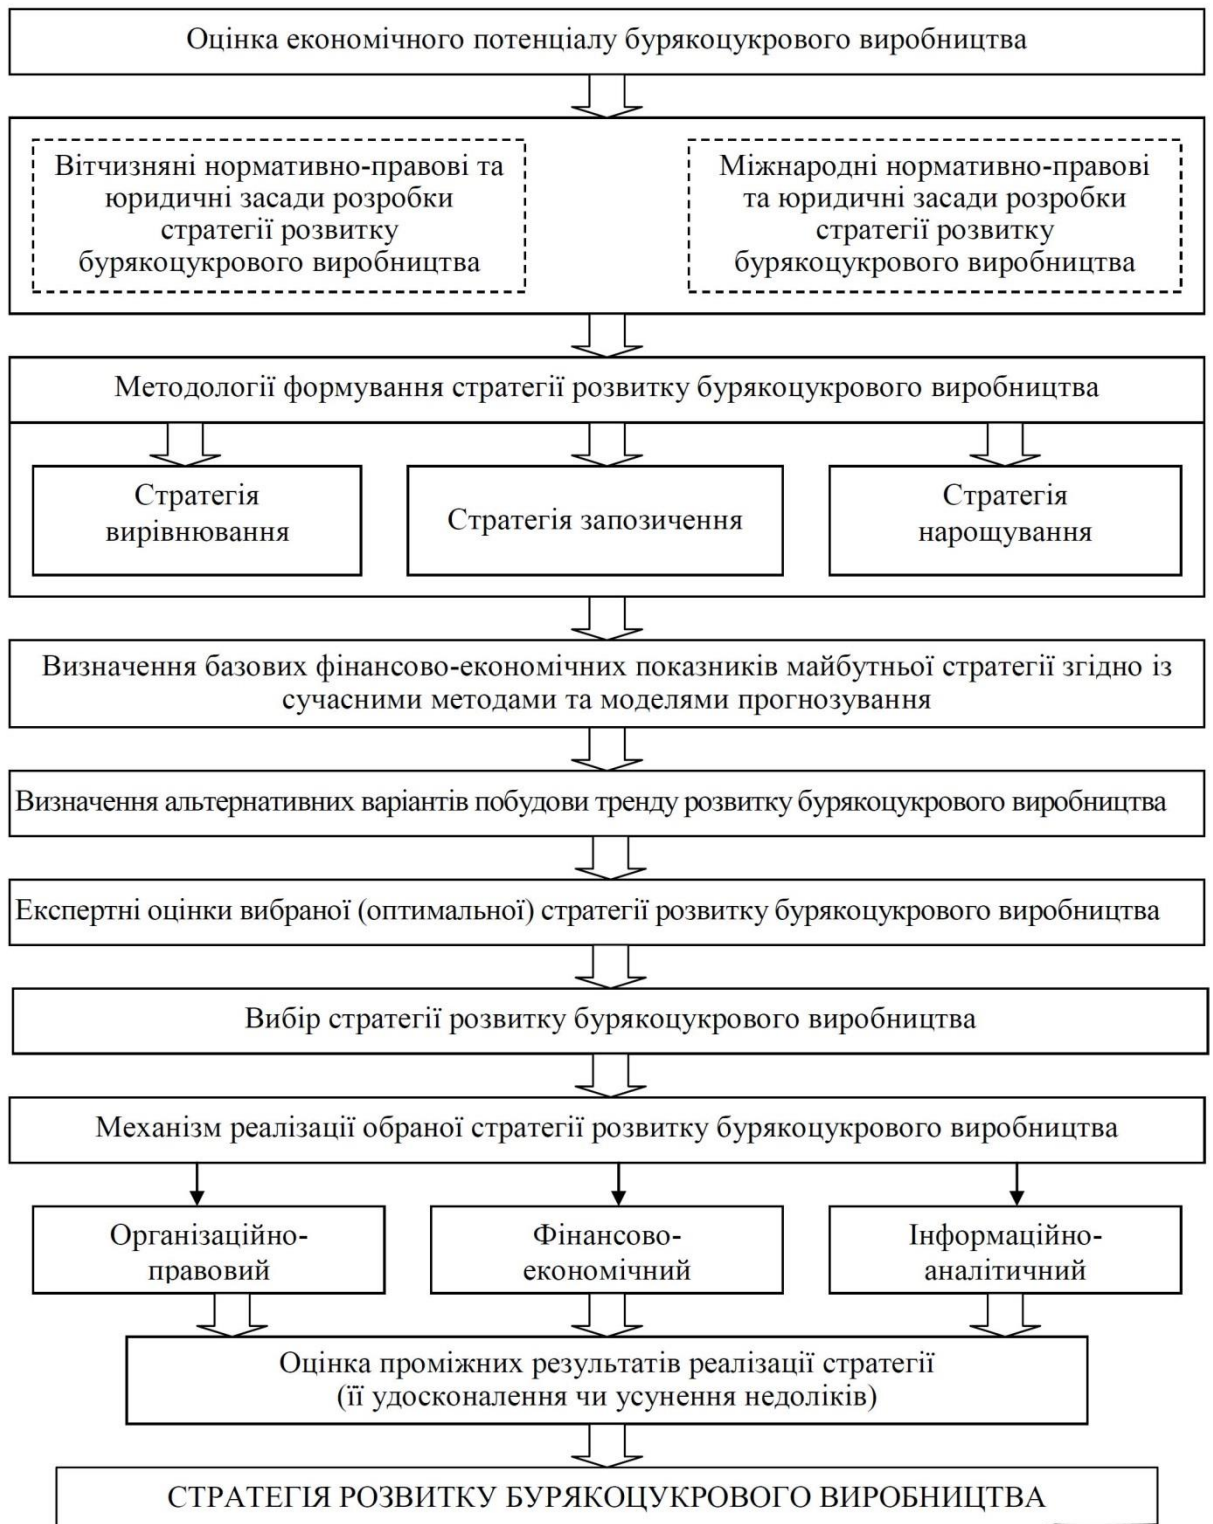 Оцінка економічного потенціалу бурякоцукрового виробництва
Вітчизняні нормативно-правові та
юридичні засади розробки
стратегії розвитку
бурякоцукрового виробництва
Міжнародні нормативно-правові
та юридичні засади розробки
стратегії розвитку
бурякоцукрового виробництва
Методології формування стратегії розвитку бурякоцукрового виробництва
Стратегія
вирівнювання
Стратегія запозичення
Стратегія
нарощування
Визначення базових фінансово-економічних показників майбутньої стратегії згідно із
сучасними методами та моделями прогнозування
Визначення альтернативних варіантів побудови тренду розвитку бурякоцукрового виробництва
Експертні оцінки вибраної (оптимальної) стратегії розвитку бурякоцукрового виробництва
Вибір стратегії розвитку бурякоцукрового виробництва
Механізм реалізації обраної стратегії розвитку бурякоцукрового виробництва
Організаційно-
правовий
Фінансово-
економічний
Інформаційно-
аналітичний
Оцінка проміжних результатів реалізації стратегії
(її удосконалення чи усунення недоліків)
СТРАТЕГІЯ РОЗВИТКУ БУРЯКОЦУКРОВОГО ВИРОБНИЦТВА